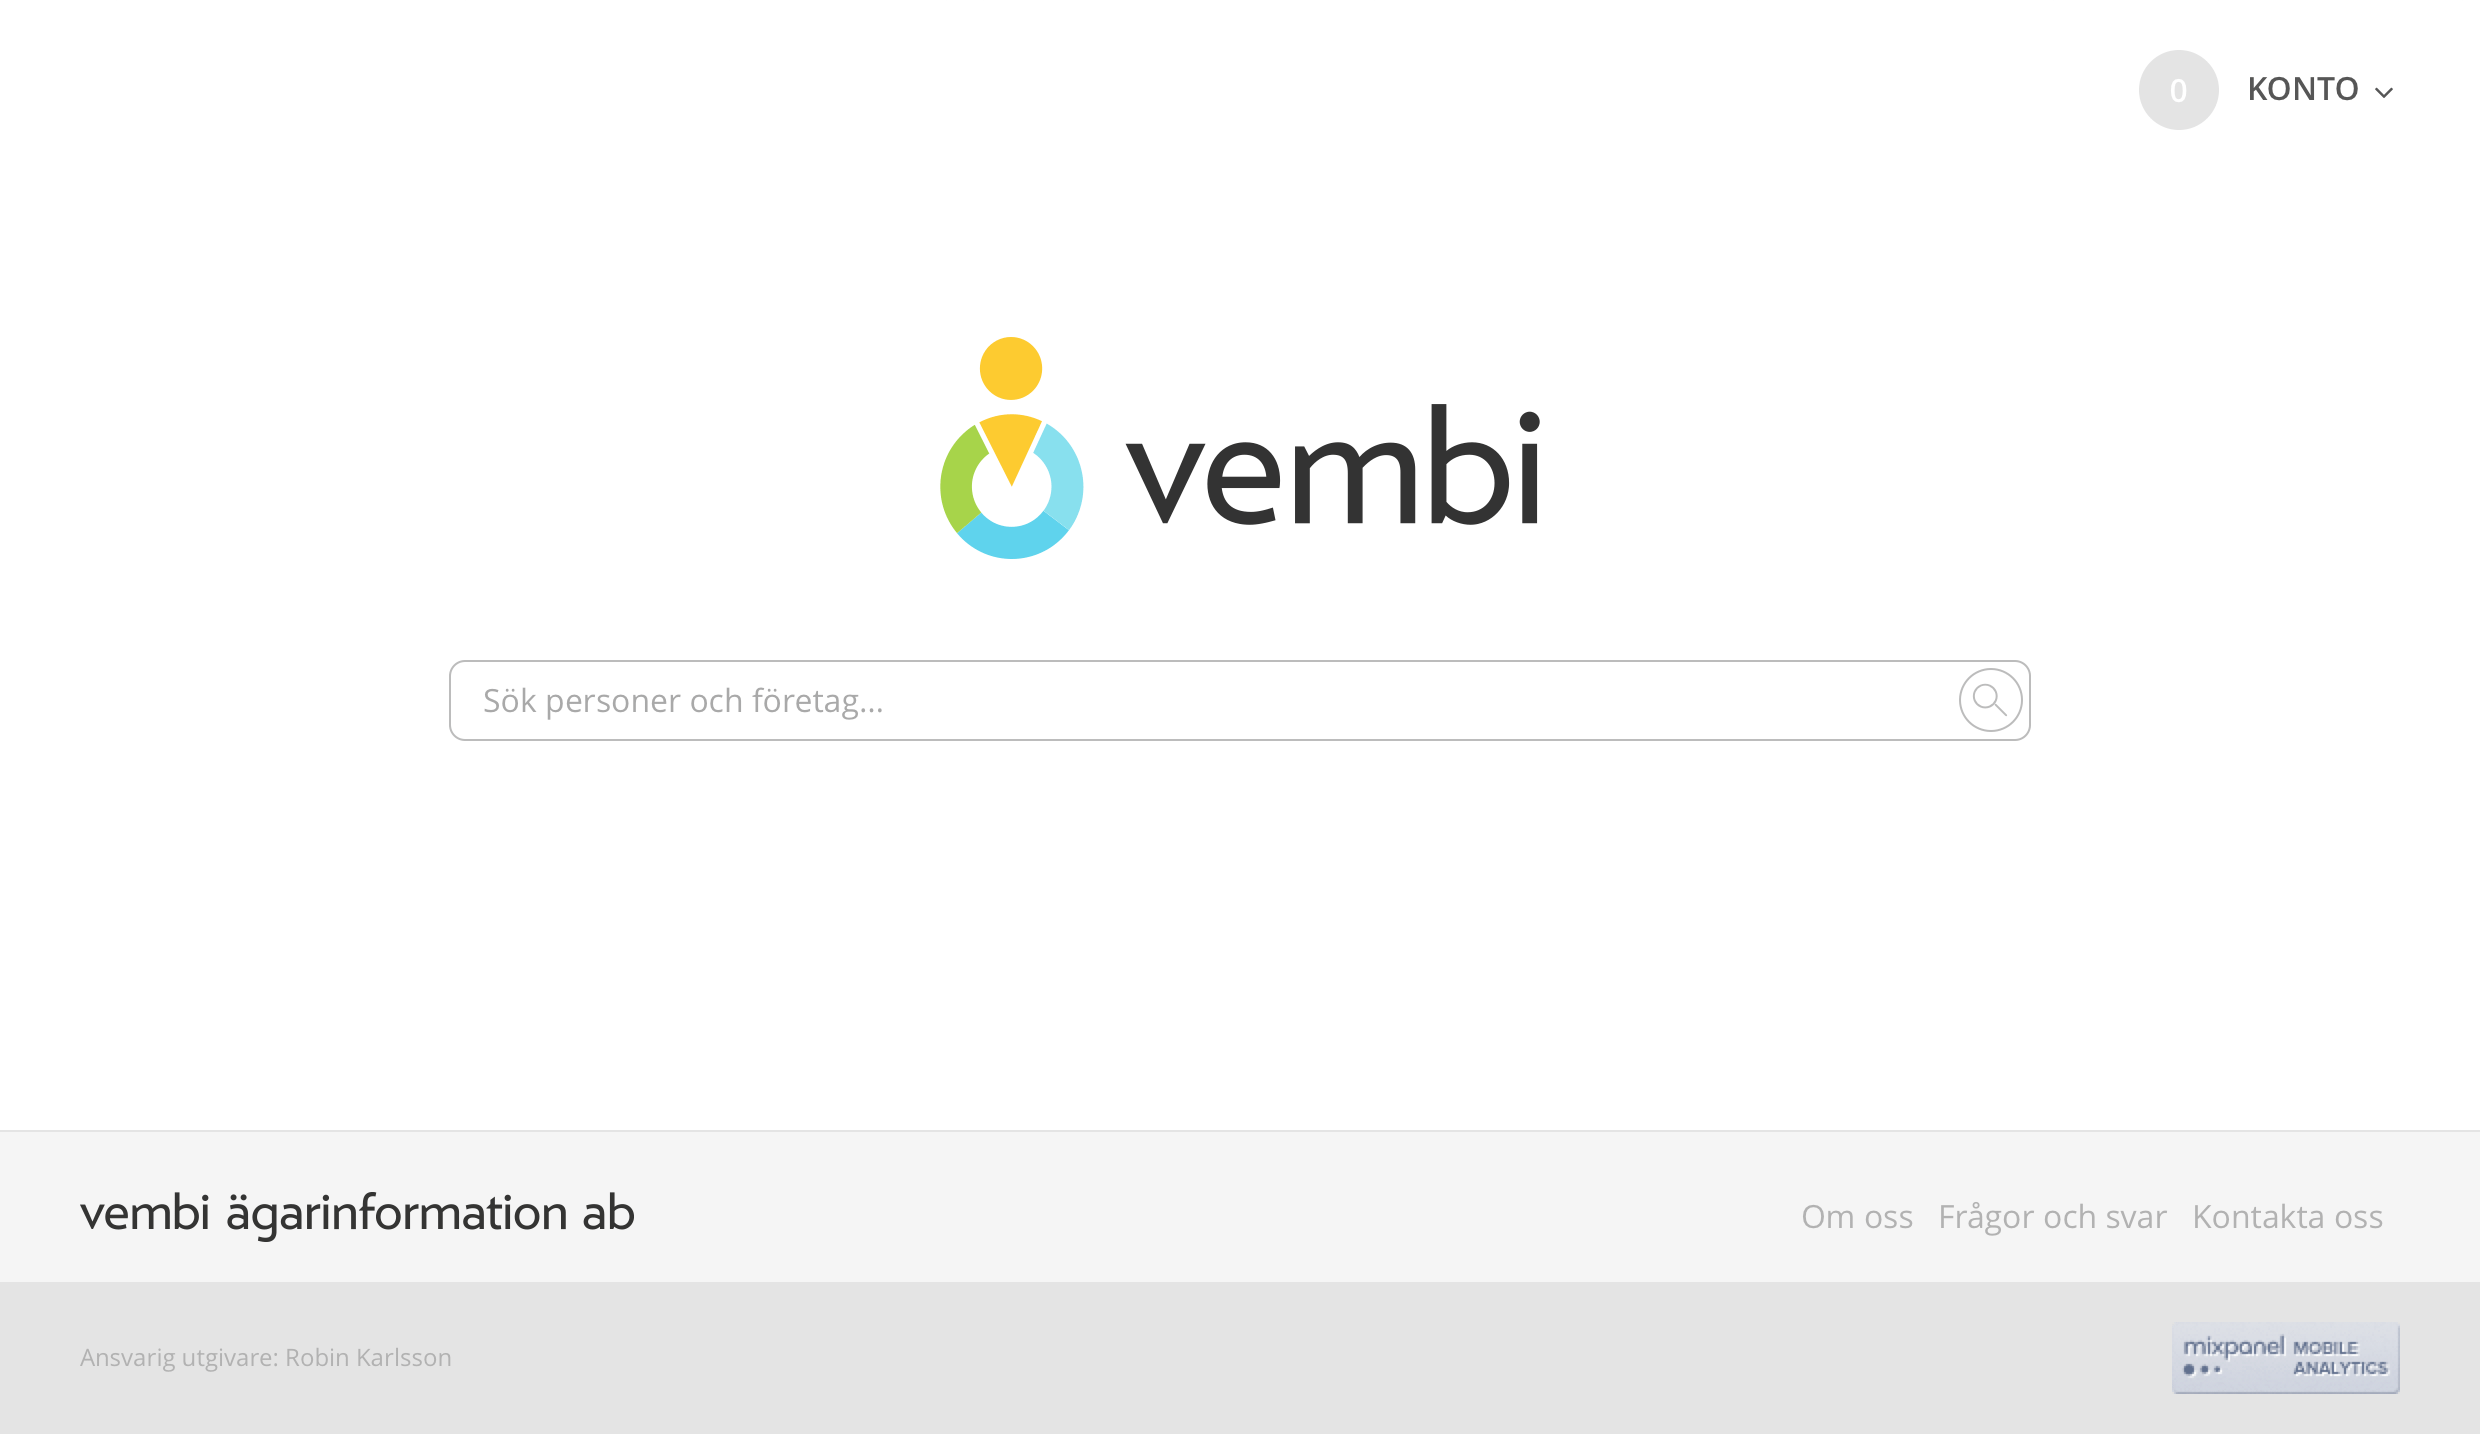 0 KONTO
vembi
Sök personer och företag...
vembi ägarinformation ab
Om oss Frågor och svar Kontakta oss
Ansvarig utgivare: Robin Karlsson
mixpanel MOBILE
ANALYTICS